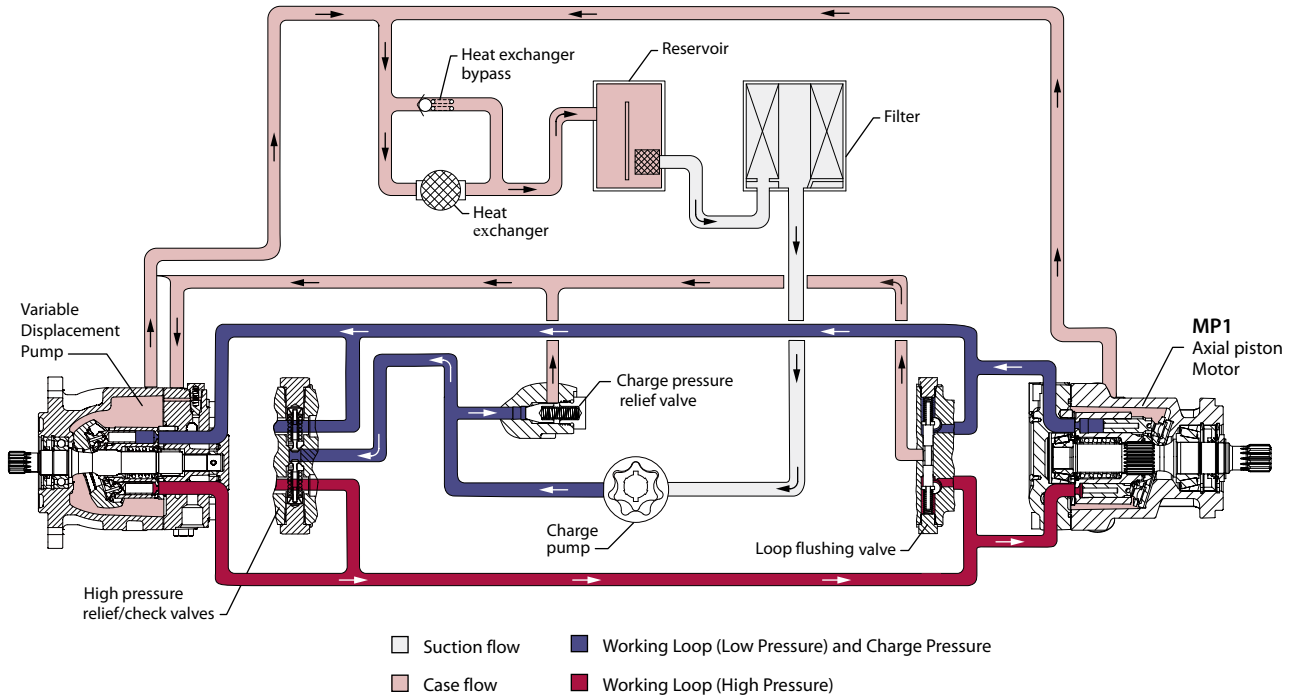 Heat exchanger
bypass
Reservoir
Filter
Heat
exchanger
Variable
Displacement
Pump
MP1
Axial piston
Motor
Charge pressure
relief valve
Charge
pump
Loop flushing valve
High pressure
relief/check valves
Suction flow
Working Loop (Low Pressure) and Charge Pressure
Case flow
Working Loop (High Pressure)